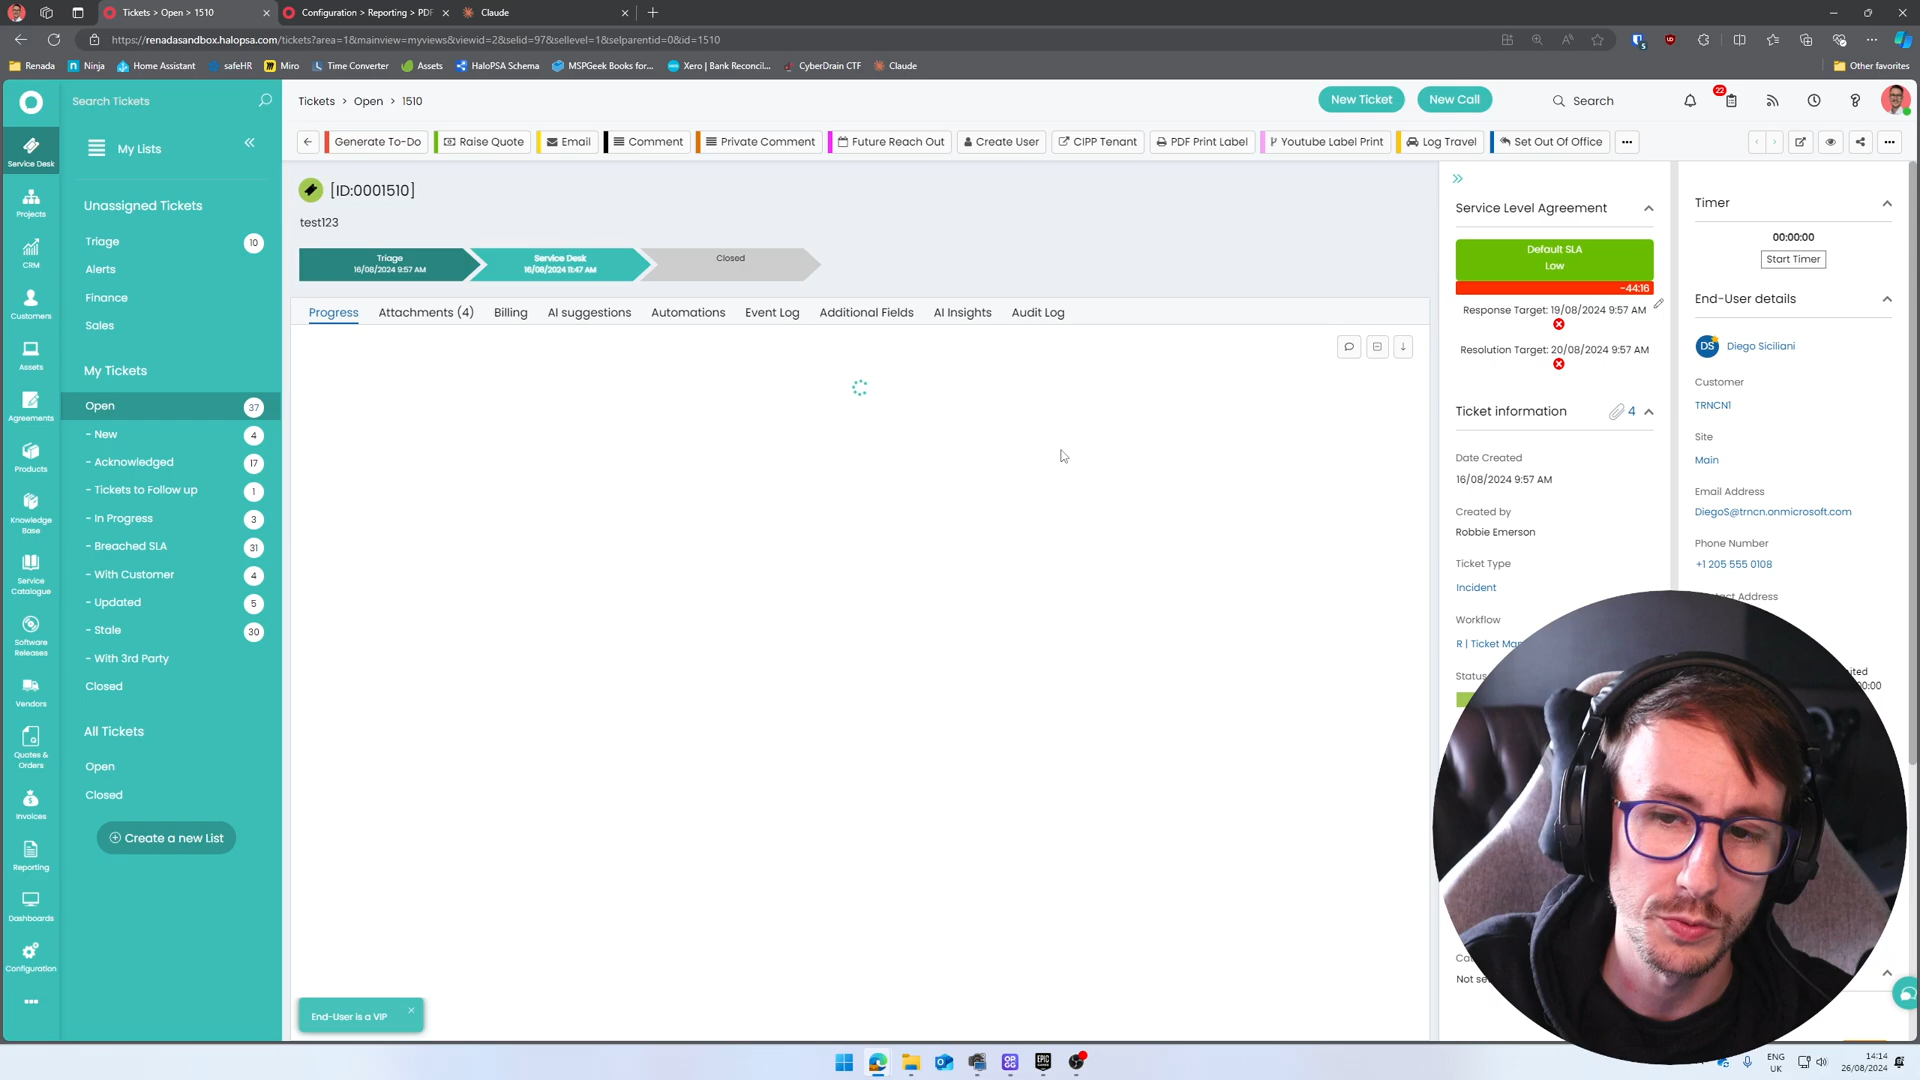 Tickets > Open > 1510
Configuration > Reporting > PDF
Claude
https://renadasandbox.halopsa.com/tickets?area=1&mainview=myviews&viewid=2&selid=97&sellevel=1&selparentid=0&id=1510
Renada
Ninja
Home Assistant
safeHR
Miro
Time Converter
Assets
HaloPSA Schema
MSPGeek Books for...
Xero | Bank Reconcil...
CyberDrain CTF
Claude
Other favorites
Search Tickets
Tickets > Open > 1510
New Ticket
New Call
Search
22
My Lists
Generate To-Do
Raise Quote
Email
Comment
Private Comment
Future Reach Out
Create User
CIPP Tenant
PDF Print Label
Youtube Label Print
Log Travel
Set Out Of Office
Service Desk
Projects
CRM
Customers
Assets
Agreements
Products
Knowledge Base
Service Catalogue
Software Releases
Vendors
Quotes & Orders
Invoices
Reporting
Dashboards
Configuration
Unassigned Tickets
Triage 10
Alerts
Finance
Sales
My Tickets
Open 37
- New 4
- Acknowledged 17
- Tickets to Follow up 1
- In Progress 3
- Breached SLA 31
- With Customer 4
- Updated 5
- Stale 30
- With 3rd Party
Closed
All Tickets
Open
Closed
Create a new List
[ID:0001510]
test123
Triage
16/08/2024 9:57 AM
Service Desk
16/08/2024 11:47 AM
Closed
Progress
Attachments (4)
Billing
AI suggestions
Automations
Event Log
Additional Fields
AI Insights
Audit Log
End-User is a VIP
Service Level Agreement
Default SLA
Low
-44:16
Response Target: 19/08/2024 9:57 AM
Resolution Target: 20/08/2024 9:57 AM
Ticket information
4
Date Created
16/08/2024 9:57 AM
Created by
Robbie Emerson
Ticket Type
Incident
Workflow
R | Ticket
Status
Timer
00:00:00
Start Timer
End-User details
DS
Diego Siciliani
Customer
TRNCN1
Site
Main
Email Address
DiegoS@trncn.onmicrosoft.com
Phone Number
+1 205 555 0108
Address
ENG
UK
14:14
26/08/2024